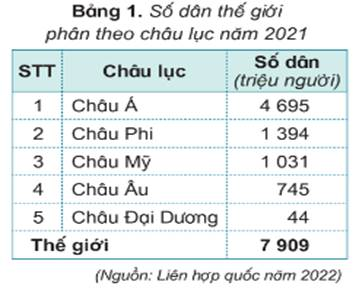 Bảng 1. Số dân thế giới
phân theo châu lục năm 2021
STT Châu lục Số dân
(triệu người)
1 Châu Á 4 695
2 Châu Phi 1 394
3 Châu Mỹ 1 031
4 Châu Âu 745
5 Châu Đại Dương 44
Thế giới 7 909
(Nguồn: Liên hợp quốc năm 2022)